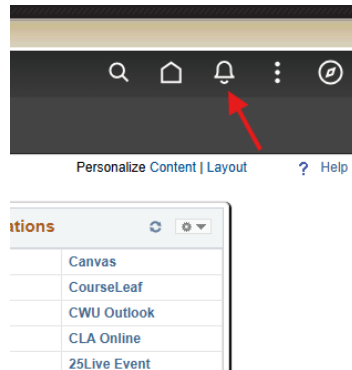 Personalize Content | Layout ? Help
ations
Canvas
CourseLeaf
CWU Outlook
CLA Online
25Live Event